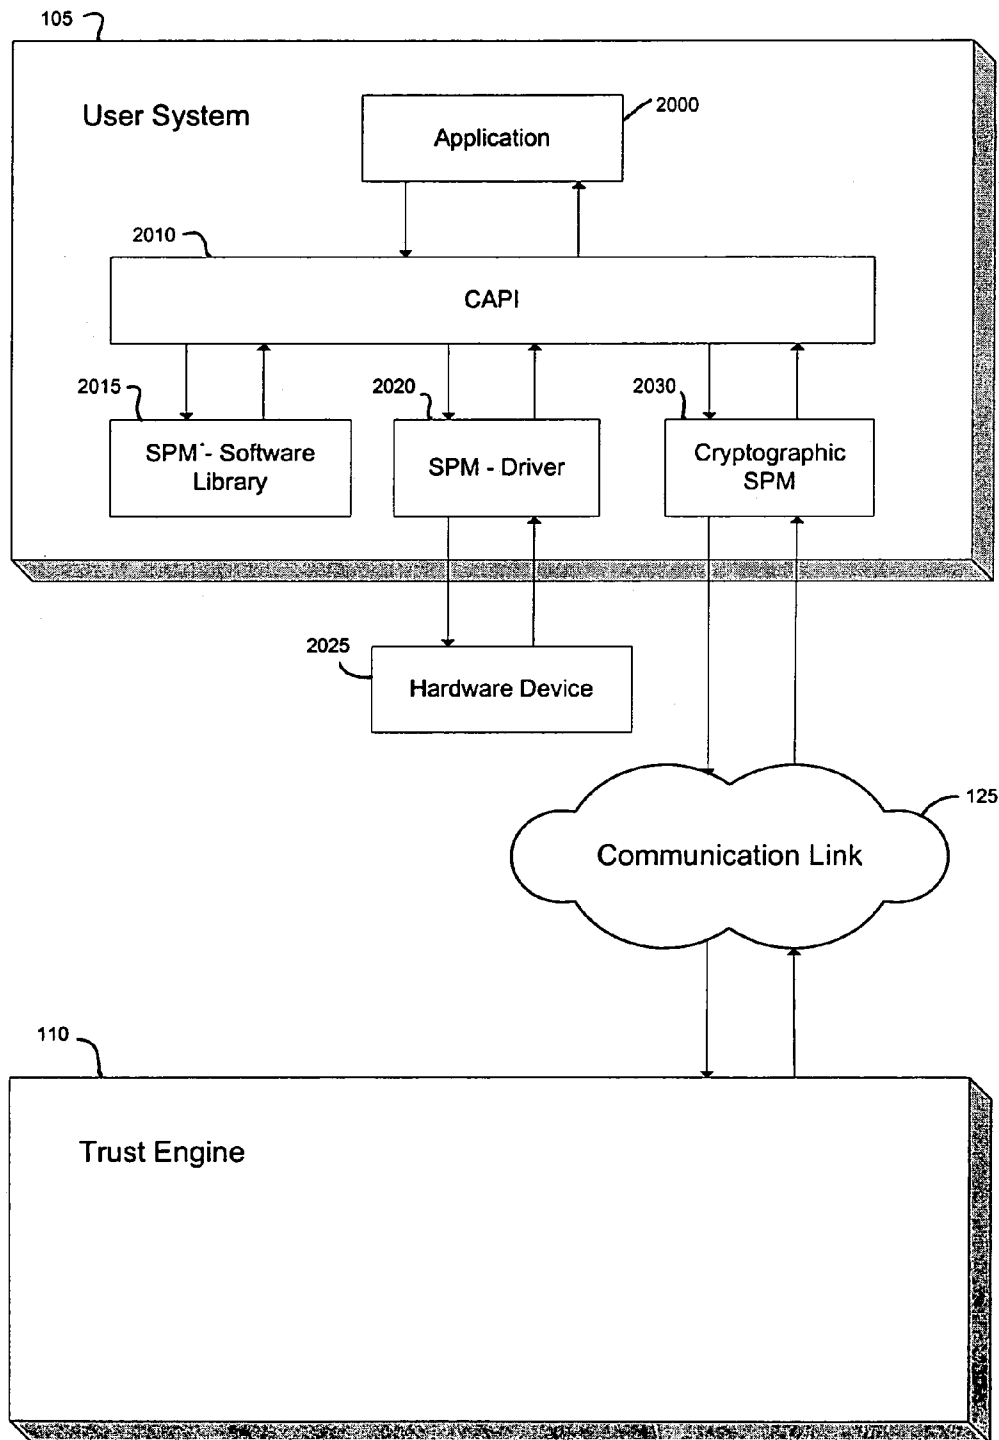 105
User System
2000
Application
2010
CAPI
2015
2020
2030
SPM - Software
Library
SPM - Driver
Cryptographic
SPM
2025
Hardware Device
125
Communication Link
110
Trust Engine